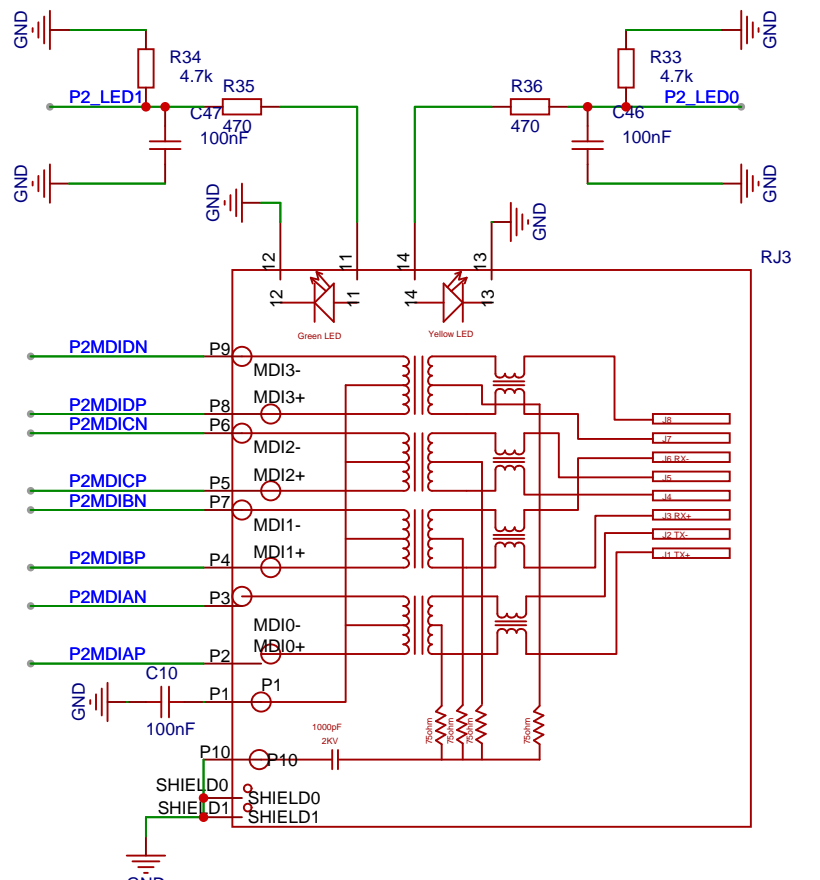 GND
GND
R34
4.7k
R33
4.7k
R35
R36
P2_LED1
P2_LED0
C47
470
100nF
470
C46
100nF
GND
GND
GND
GND
12
11
14
13
RJ3
12
11
14
13
Green LED
Yellow LED
P2MDIDN
P9
MDI3-
MDI3+
P2MDIDP
P8
P2MDICN
P6
MDI2-
MDI2+
P2MDICP
P5
P2MDIBN
P7
MDI1-
MDI1+
P2MDIBP
P4
P2MDIAN
P3
MDI0-
MDI0+
P2MDIAP
P2
J8
J7
J6 RX-
J5
J4
J3 RX+
J2 TX-
J1 TX+
C10
P1
P1
GND
100nF
1000pF
2KV
75ohm
75ohm
75ohm
75ohm
P10
P10
SHIELD0
SHIELD0
SHIELD1
SHIELD1
GND